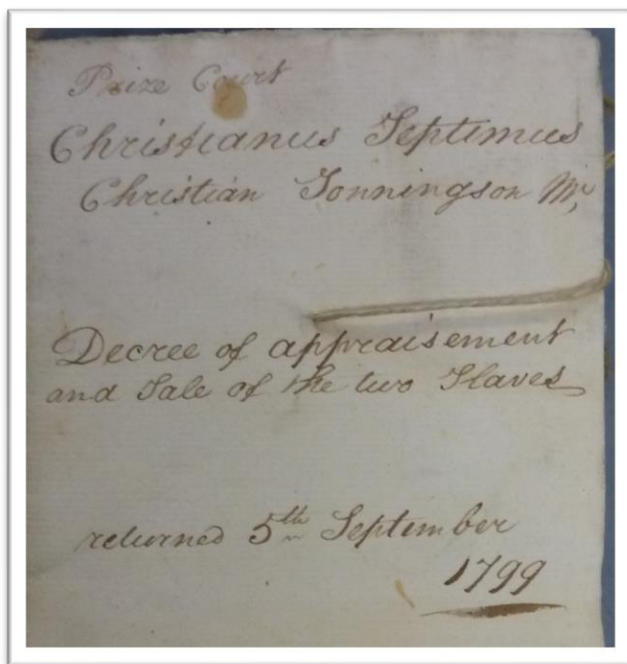 Prize Court
Christianus Septimus
Christian Tonningson Mr,
Decree of appraisement
and Sale of the two Slaves
returned 5th September
1799